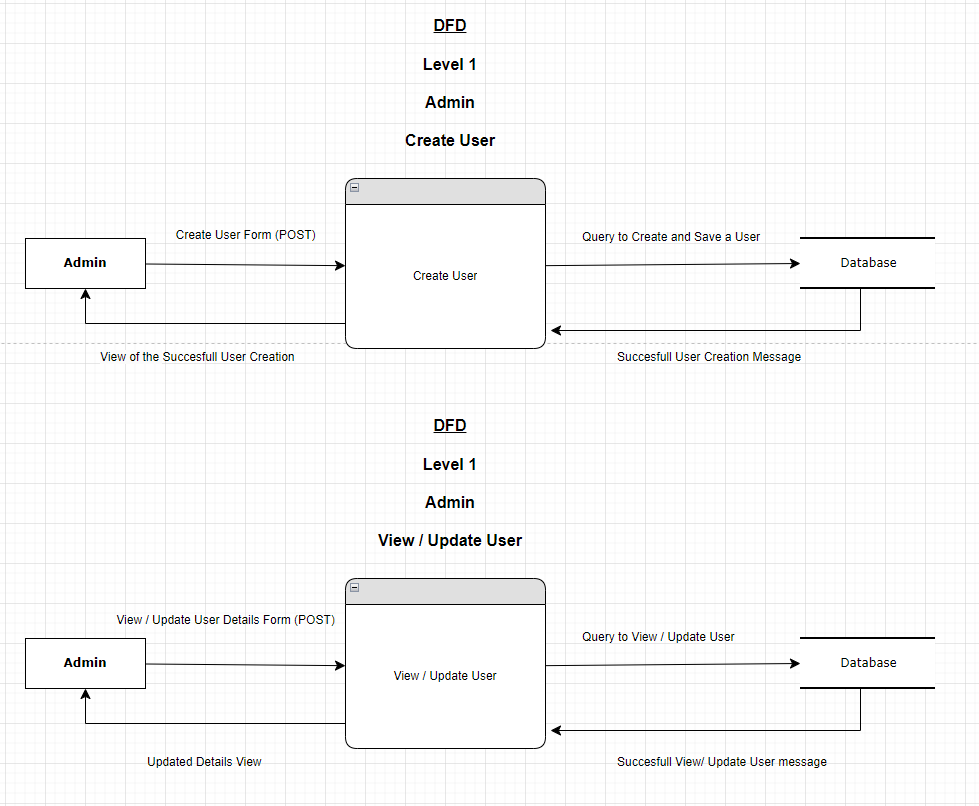 DFD
Level 1
Admin
Create User
Create User Form (POST)
Query to Create and Save a User
Admin
Create User
Database
View of the Succesfull User Creation
Succesfull User Creation Message
DFD
Level 1
Admin
View / Update User
View / Update User Details Form (POST)
Query to View / Update User
Admin
View / Update User
Database
Updated Details View
Succesfull View/ Update User message